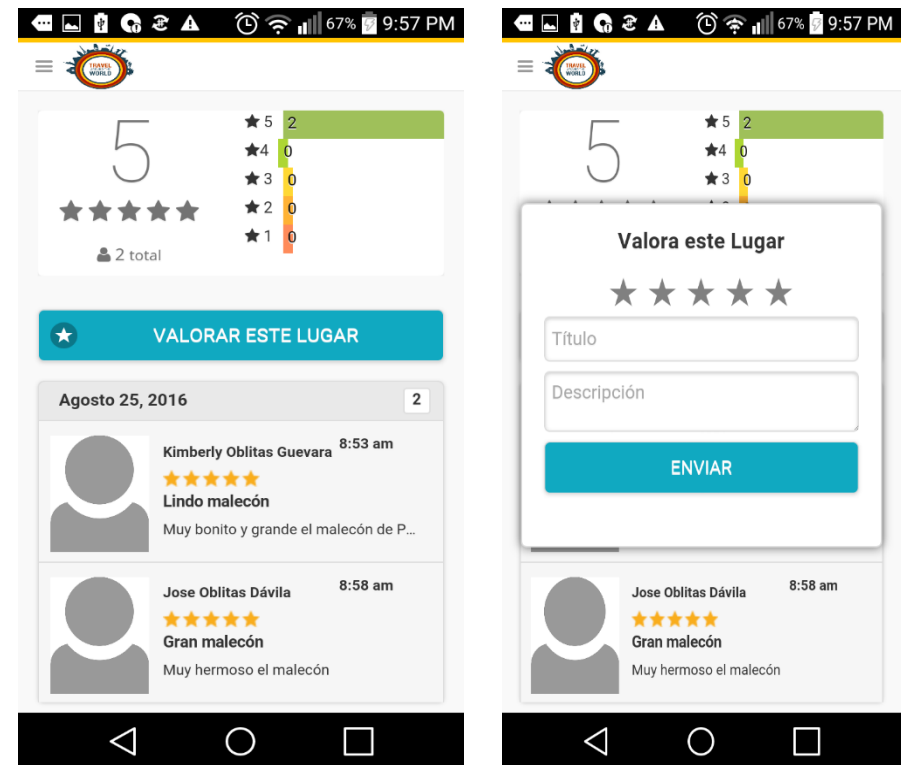 67% 9:57 PM
TRAVEL
WORLD
5
5 2
4 0
3 0
2 0
1 0
2 total
VALORAR ESTE LUGAR
Agosto 25, 2016 2
Kimberly Oblitas Guevara 8:53 am
Lindo malecón
Muy bonito y grande el malecón de P...
Jose Oblitas Dávila 8:58 am
Gran malecón
Muy hermoso el malecón
67% 9:57 PM
TRAVEL
WORLD
5
5 2
4 0
3 0
Valora este Lugar
Título
Descripción
ENVIAR
Jose Oblitas Dávila 8:58 am
Gran malecón
Muy hermoso el malecón